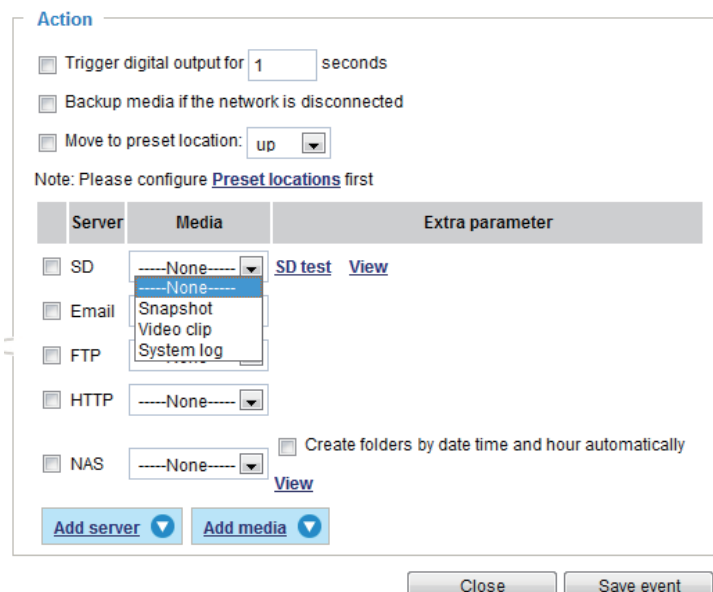 Action
Trigger digital output for 1 seconds
Backup media if the network is disconnected
Move to preset location: up
Note: Please configure Preset locations first
Server Media Extra parameter
SD -----None----- SD test View
-----None-----
Email Snapshot
Video clip
FTP System log
HTTP -----None-----
Create folders by date time and hour automatically
NAS -----None-----
View
Add server Add media
Close Save event